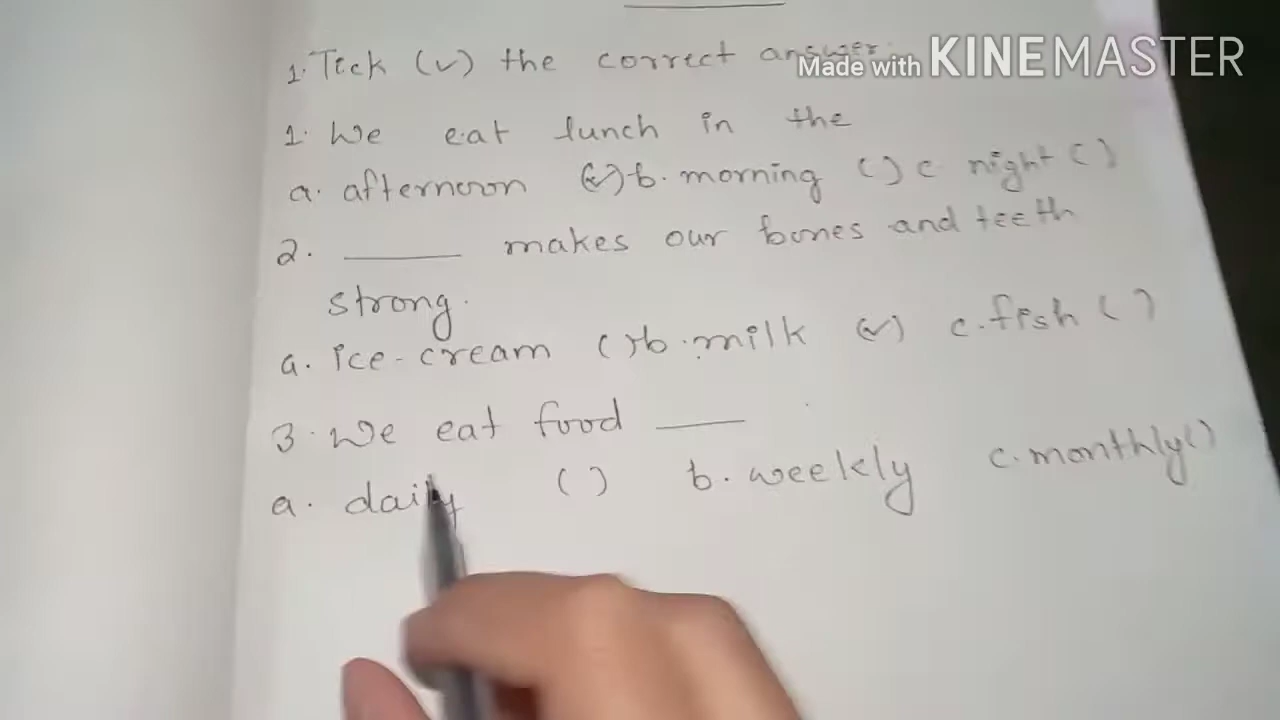 1. Tick (✓) the correct answer.
Made with KINEMASTER
1. We eat lunch in the
a. afternoon (✓) b. morning ( ) c night ( )
2. ______ makes our bones and teeth
strong.
a. ice-cream ( ) b. milk (✓) c. fish ( )
3. We eat food ____
a. daily ( ) b. weekly c. monthly ( )